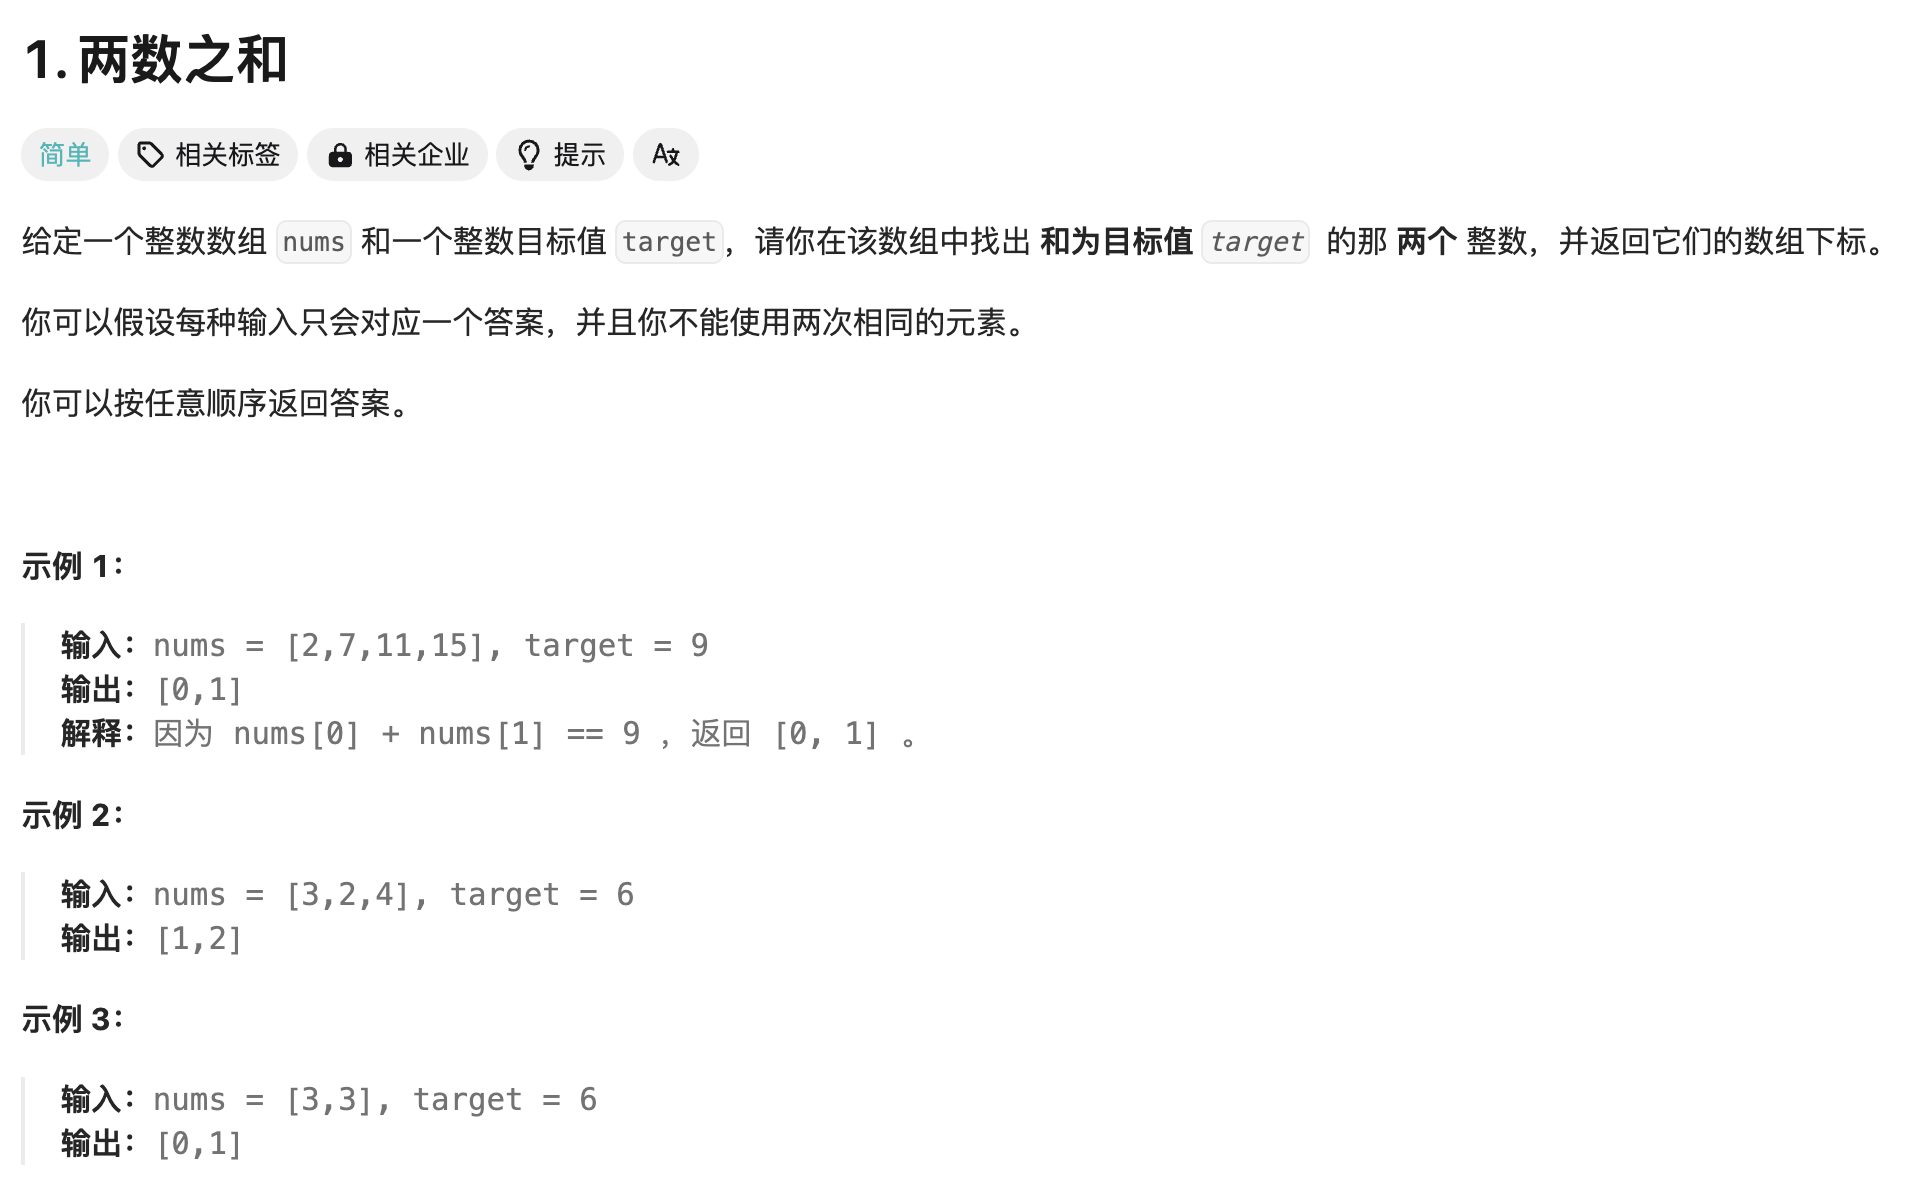 1. 两数之和
简单 相关标签 相关企业 提示 A文
给定一个整数数组 nums 和一个整数目标值 target，请你在该数组中找出 和为目标值 target 的那 两个 整数，并返回它们的数组下标。
你可以假设每种输入只会对应一个答案，并且你不能使用两次相同的元素。
你可以按任意顺序返回答案。
示例 1：
输入：nums = [2,7,11,15], target = 9
输出：[0,1]
解释：因为 nums[0] + nums[1] == 9 ，返回 [0, 1] 。
示例 2：
输入：nums = [3,2,4], target = 6
输出：[1,2]
示例 3：
输入：nums = [3,3], target = 6
输出：[0,1]